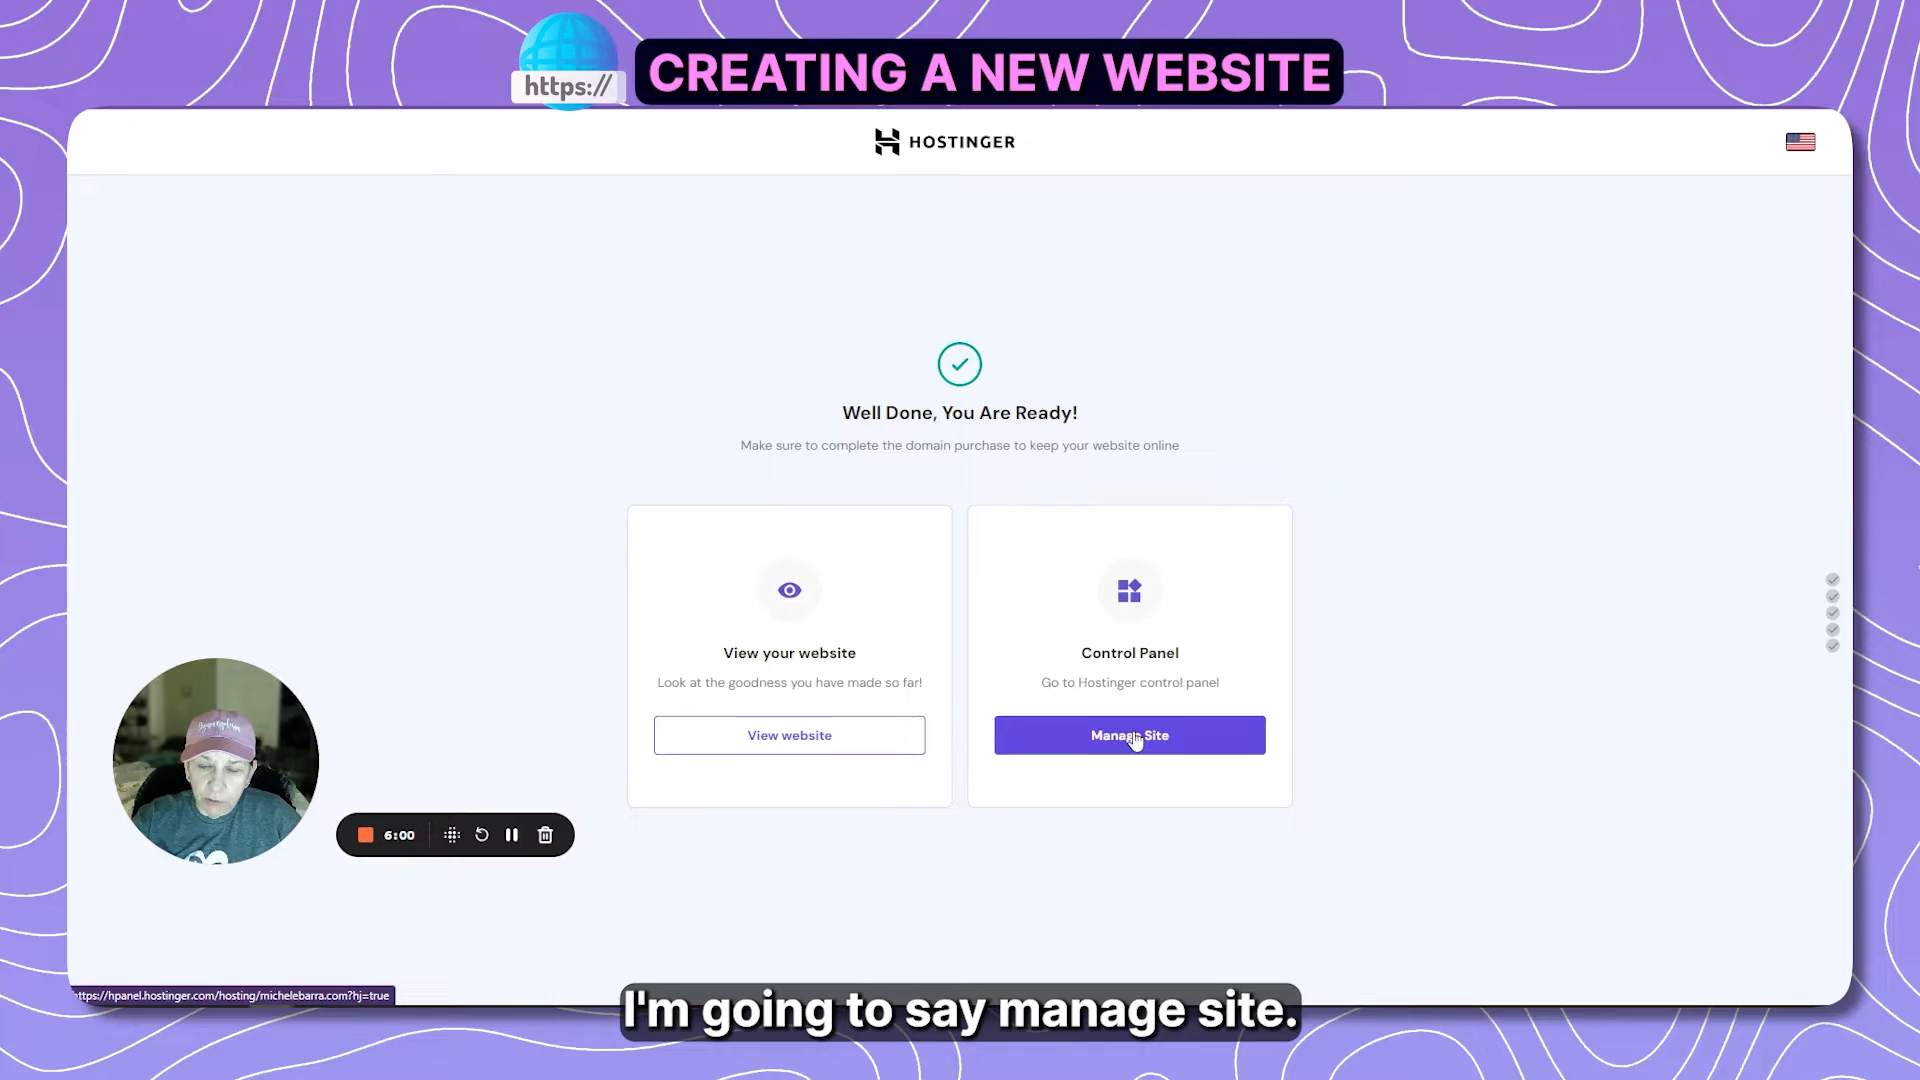 https://
CREATING A NEW WEBSITE
HOSTINGER
Well Done, You Are Ready!
Make sure to complete the domain purchase to keep your website online
View your website
Look at the goodness you have made so far!
View website
Control Panel
Go to Hostinger control panel
Manage Site
6:00
https://hpanel.hostinger.com/hosting/michelebarra.com?hj=true
I'm going to say manage site.